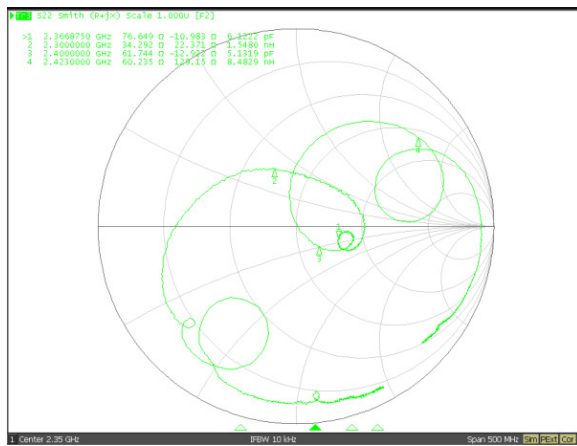 Tr3 S22 Smith (R+jX) Scale 1.000U [F2]
>1 2.3668750 GHz 76.649 Ω -10.983 Ω 6.1222 pF
2 2.3000000 GHz 34.292 Ω 22.371 Ω 1.5480 nH
3 2.4000000 GHz 61.744 Ω -12.922 Ω 5.1319 pF
4 2.4230000 GHz 60.235 Ω 129.15 Ω 8.4829 nH
4
2
1
3
1 Center 2.35 GHz IFBW 10 kHz Span 500 MHz Sim PExt Cor